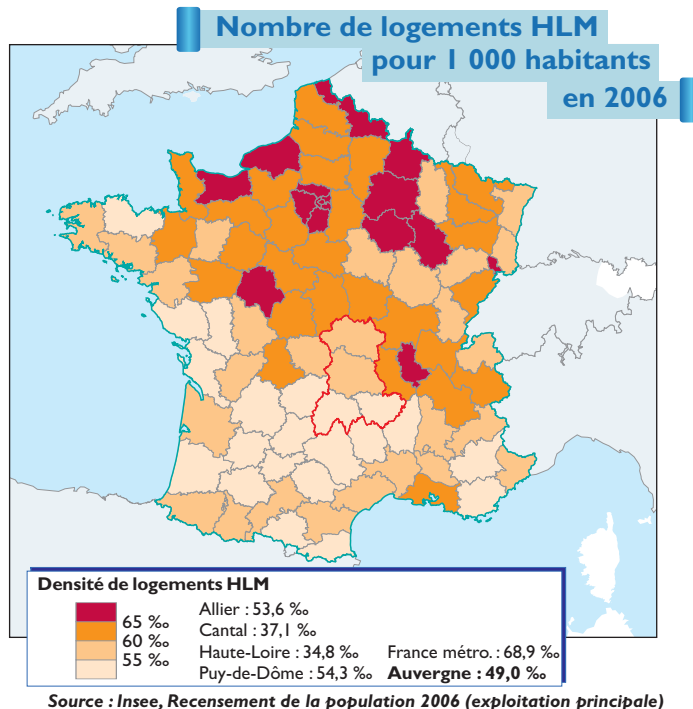 Nombre de logements HLM
pour 1 000 habitants
en 2006
Densité de logements HLM
65 ‰
60 ‰
55 ‰
Allier : 53,6 ‰
Cantal : 37,1 ‰
Haute-Loire : 34,8 ‰ France métro. : 68,9 ‰
Puy-de-Dôme : 54,3 ‰ Auvergne : 49,0 ‰
Source : Insee, Recensement de la population 2006 (exploitation principale)